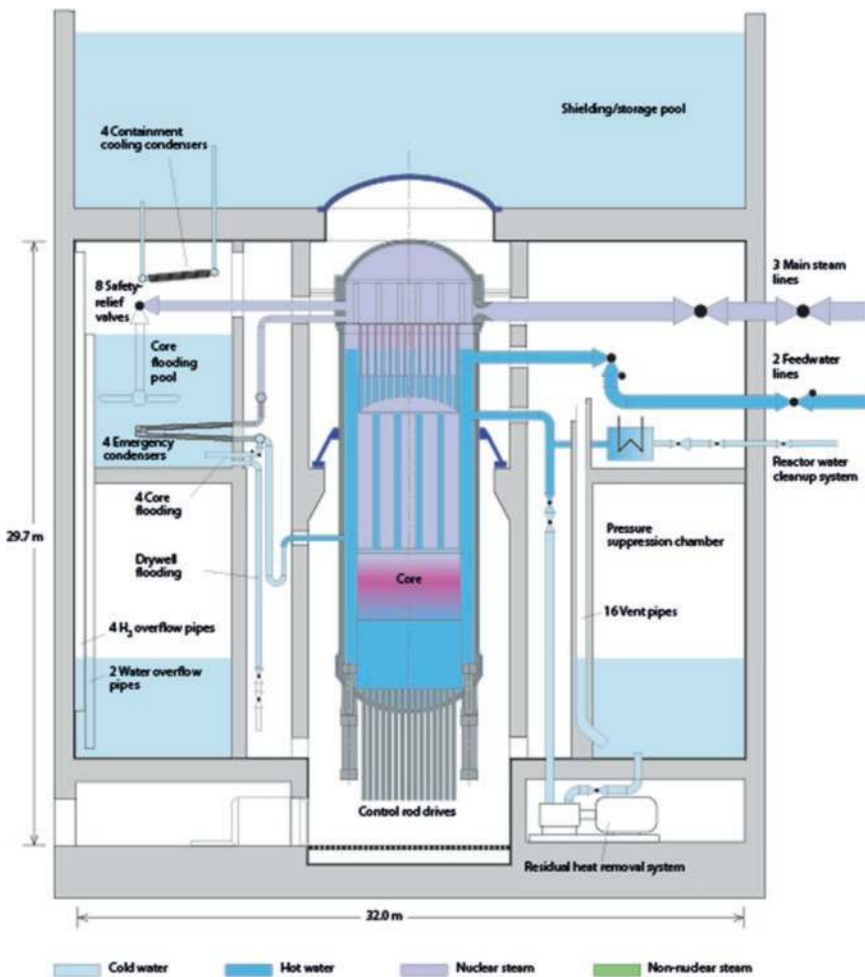 Shielding/storage pool
4 Containment
cooling condensers
3 Main steam
lines
8 Safety-
relief
valves
Core
flooding
pool
2 Feedwater
lines
4 Emergency
condensers
Reactor water
cleanup system
4 Core
flooding
29.7 m
Pressure
suppression chamber
Drywell
flooding
Core
16 Vent pipes
4 H₂ overflow pipes
2 Water overflow
pipes
Control rod drives
Residual heat removal system
32.0 m
Cold water
Hot water
Nuclear steam
Non-nuclear steam